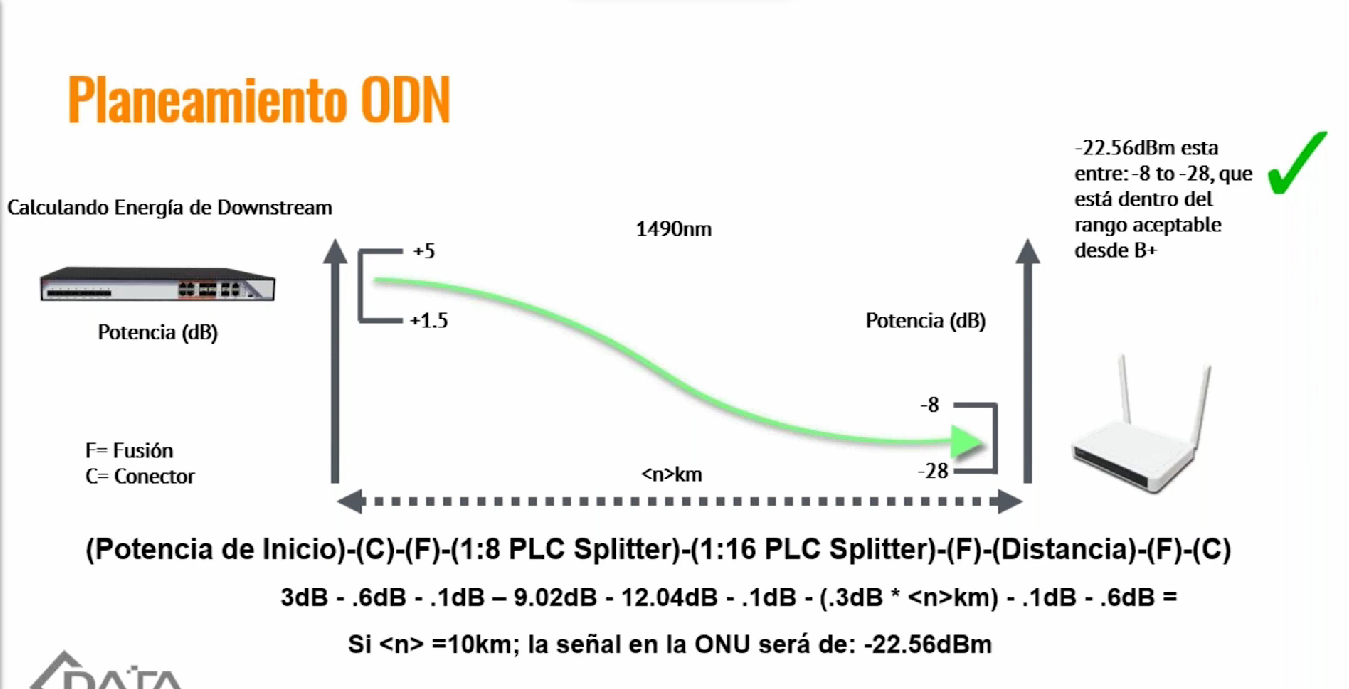 Planeamiento ODN
-22.56dBm esta
entre: -8 to -28, que
está dentro del
rango aceptable
desde B+
Calculando Energía de Downstream
1490nm
+5
+1.5
Potencia (dB)
Potencia (dB)
-8
-28
F= Fusión
C= Conector
<n>km
(Potencia de Inicio)-(C)-(F)-(1:8 PLC Splitter)-(1:16 PLC Splitter)-(F)-(Distancia)-(F)-(C)
3dB - .6dB - .1dB – 9.02dB - 12.04dB - .1dB - (.3dB * <n>km) - .1dB - .6dB =
Si <n> =10km; la señal en la ONU será de: -22.56dBm
DATA